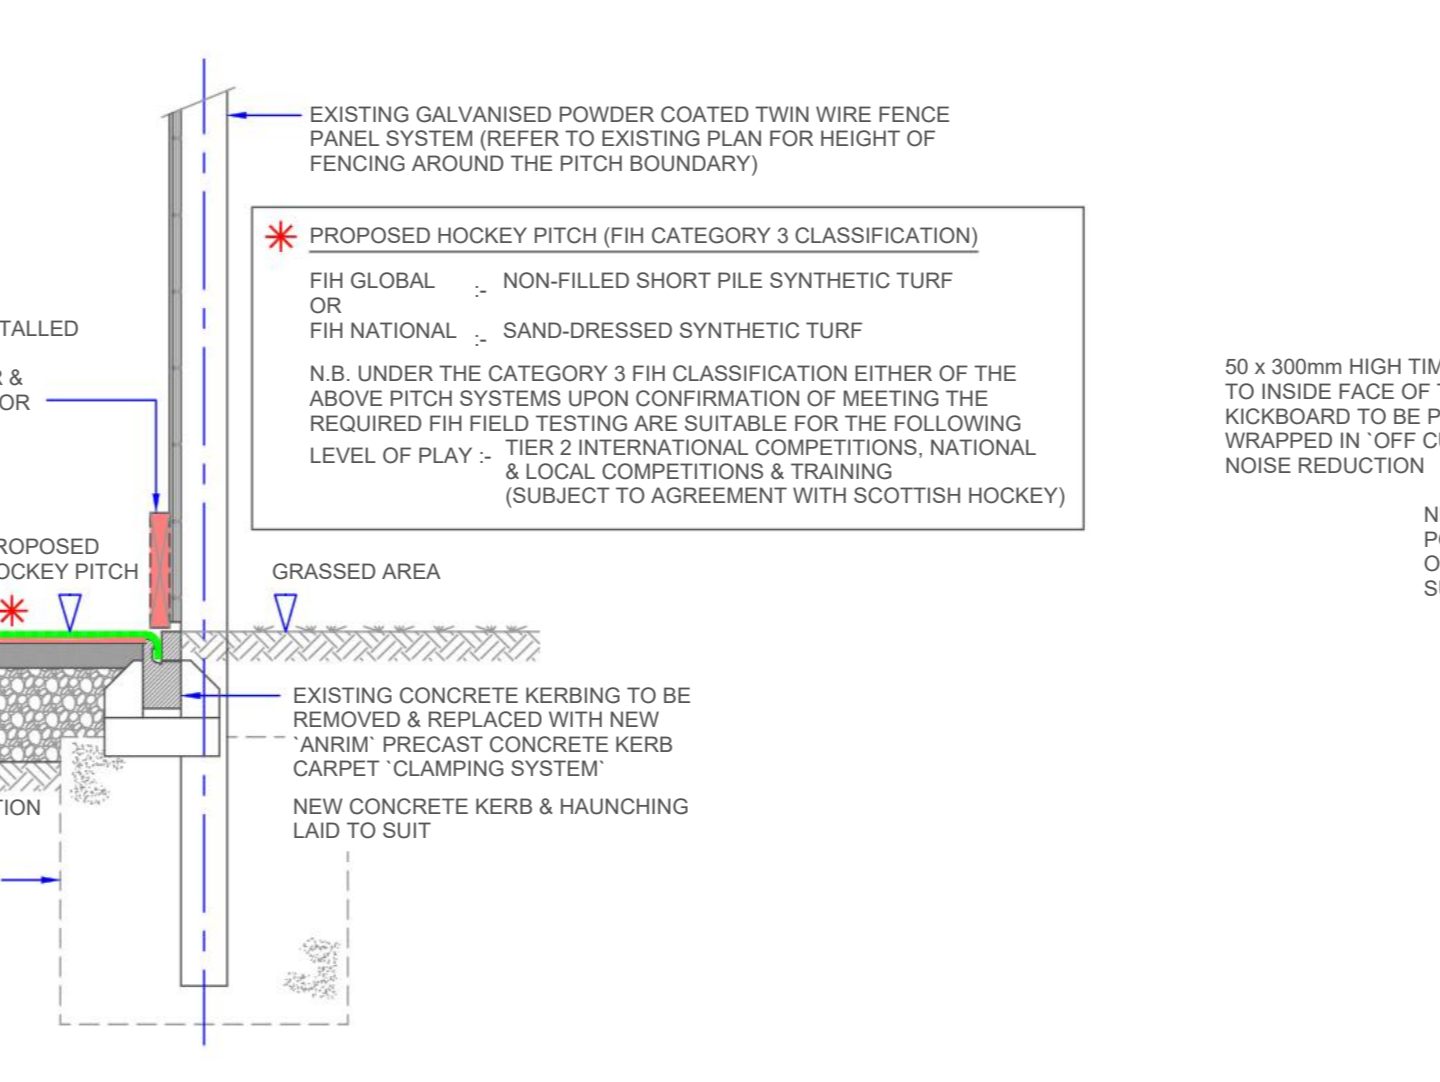 EXISTING GALVANISED POWDER COATED TWIN WIRE FENCE
PANEL SYSTEM (REFER TO EXISTING PLAN FOR HEIGHT OF
FENCING AROUND THE PITCH BOUNDARY)
PROPOSED HOCKEY PITCH (FIH CATEGORY 3 CLASSIFICATION)
FIH GLOBAL :- NON-FILLED SHORT PILE SYNTHETIC TURF
OR
FIH NATIONAL :- SAND-DRESSED SYNTHETIC TURF
N.B. UNDER THE CATEGORY 3 FIH CLASSIFICATION EITHER OF THE
ABOVE PITCH SYSTEMS UPON CONFIRMATION OF MEETING THE
REQUIRED FIH FIELD TESTING ARE SUITABLE FOR THE FOLLOWING
LEVEL OF PLAY :- TIER 2 INTERNATIONAL COMPETITIONS, NATIONAL
& LOCAL COMPETITIONS & TRAINING
(SUBJECT TO AGREEMENT WITH SCOTTISH HOCKEY)
TALLED
&
OR
ROPOSED
OCKEY PITCH
GRASSED AREA
EXISTING CONCRETE KERBING TO BE
REMOVED & REPLACED WITH NEW
`ANRIM` PRECAST CONCRETE KERB
CARPET `CLAMPING SYSTEM`
NEW CONCRETE KERB & HAUNCHING
LAID TO SUIT
TION
50 x 300mm HIGH TIM
TO INSIDE FACE OF
KICKBOARD TO BE P
WRAPPED IN `OFF CU
NOISE REDUCTION
N
P
O
S